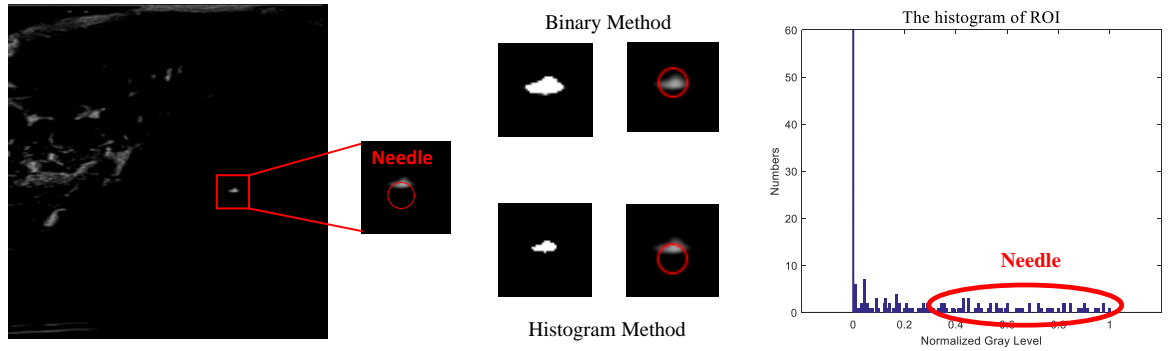 Needle
Binary Method
Histogram Method
The histogram of ROI
60
50
40
30
20
10
0
Numbers
Needle
0 0.2 0.4 0.6 0.8 1
Normalized Gray Level